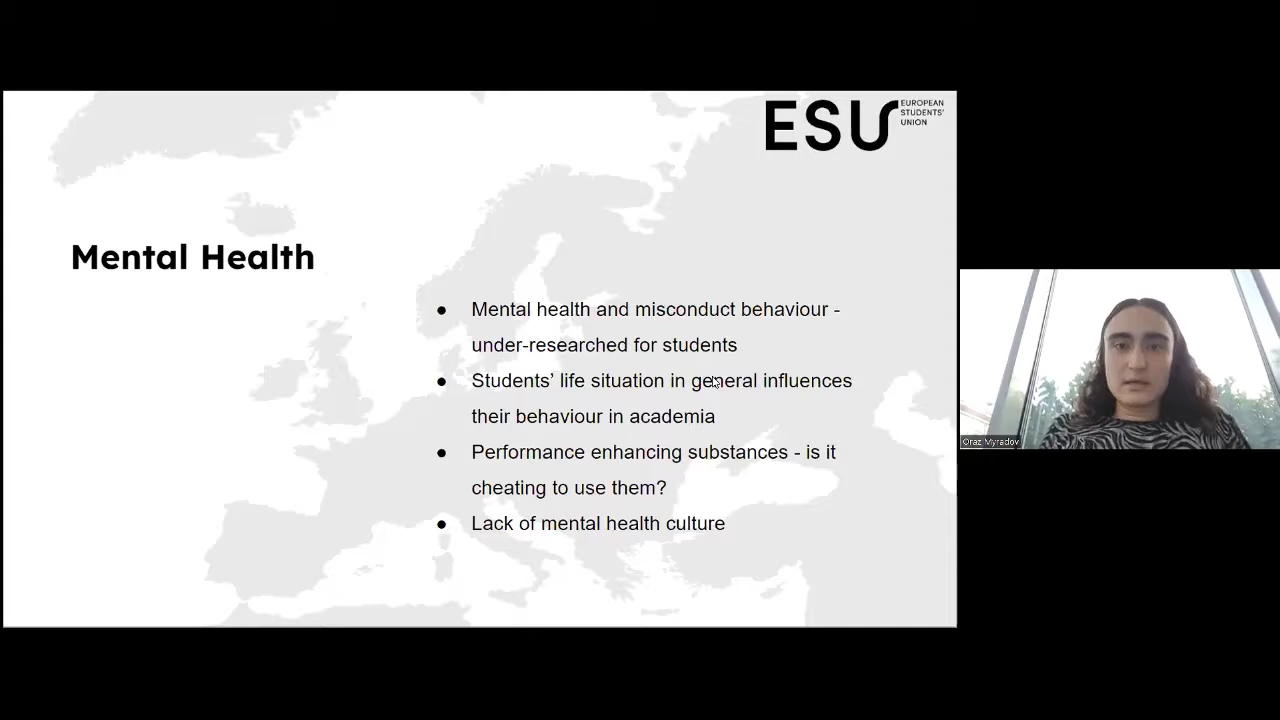 ESU
EUROPEAN
STUDENTS'
UNION
Mental Health
● Mental health and misconduct behaviour -
under-researched for students
● Students’ life situation in general influences
their behaviour in academia
● Performance enhancing substances - is it
cheating to use them?
● Lack of mental health culture
Oraz Myradov